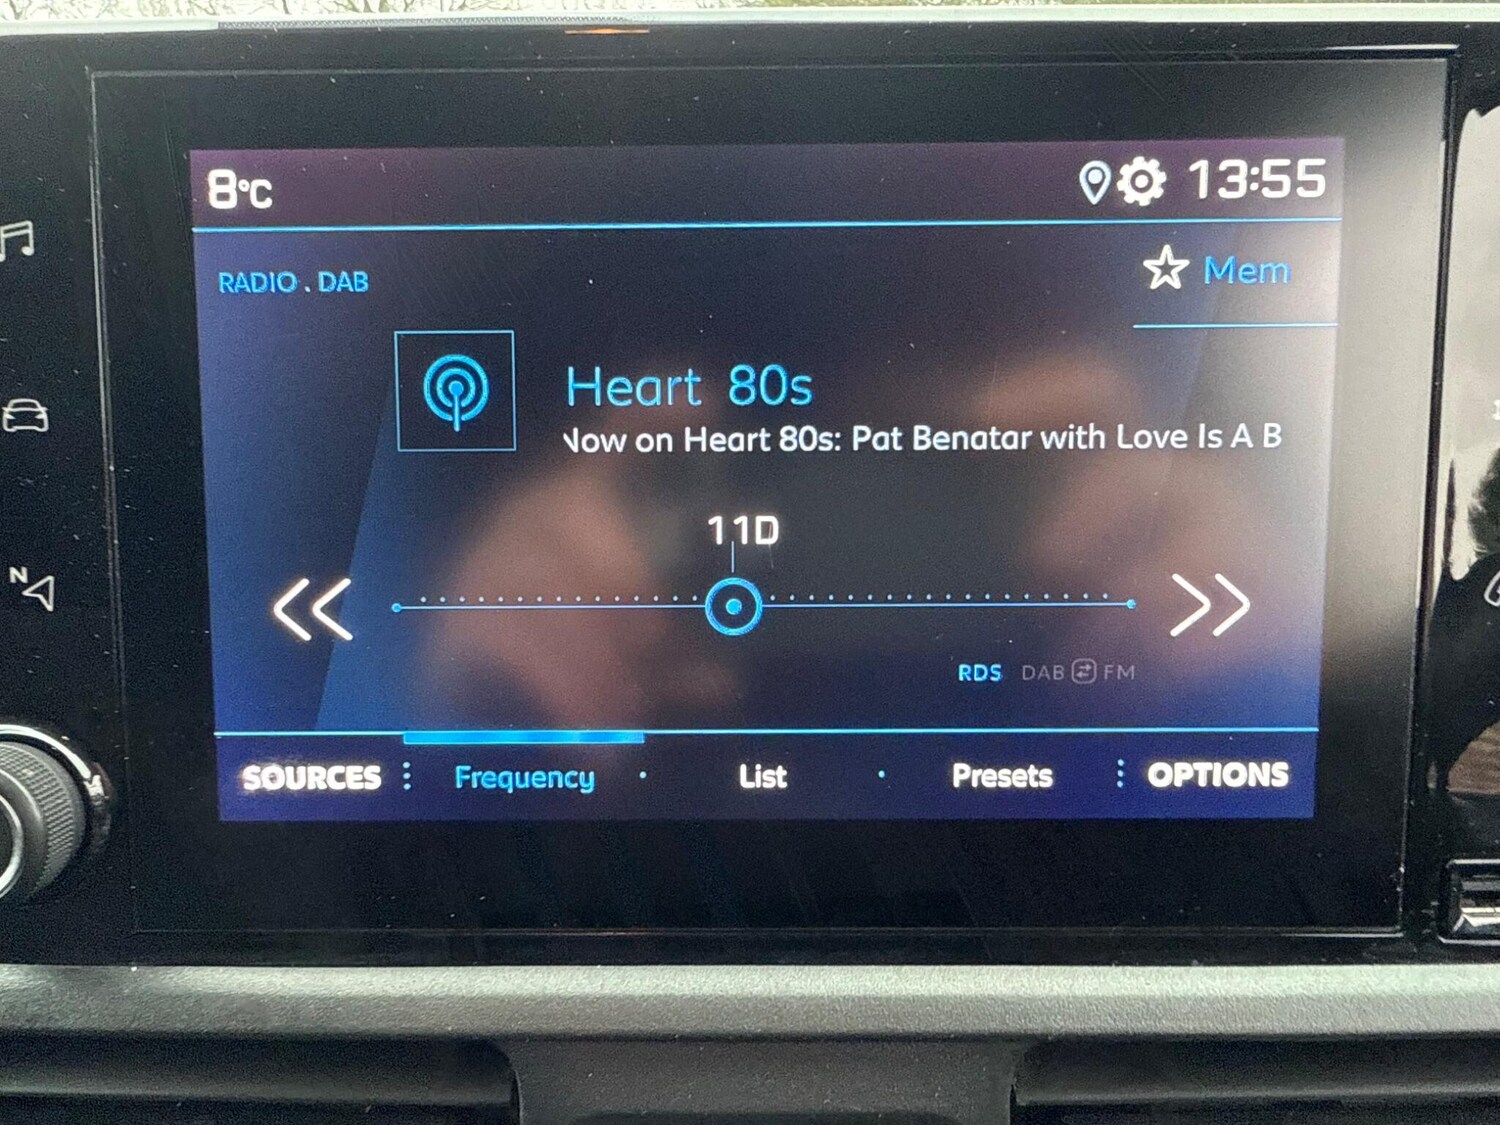 8°C 13:55
RADIO . DAB
Mem
Heart 80s
Now on Heart 80s: Pat Benatar with Love Is A B
11D
N
RDS DAB FM
SOURCES Frequency List Presets OPTIONS